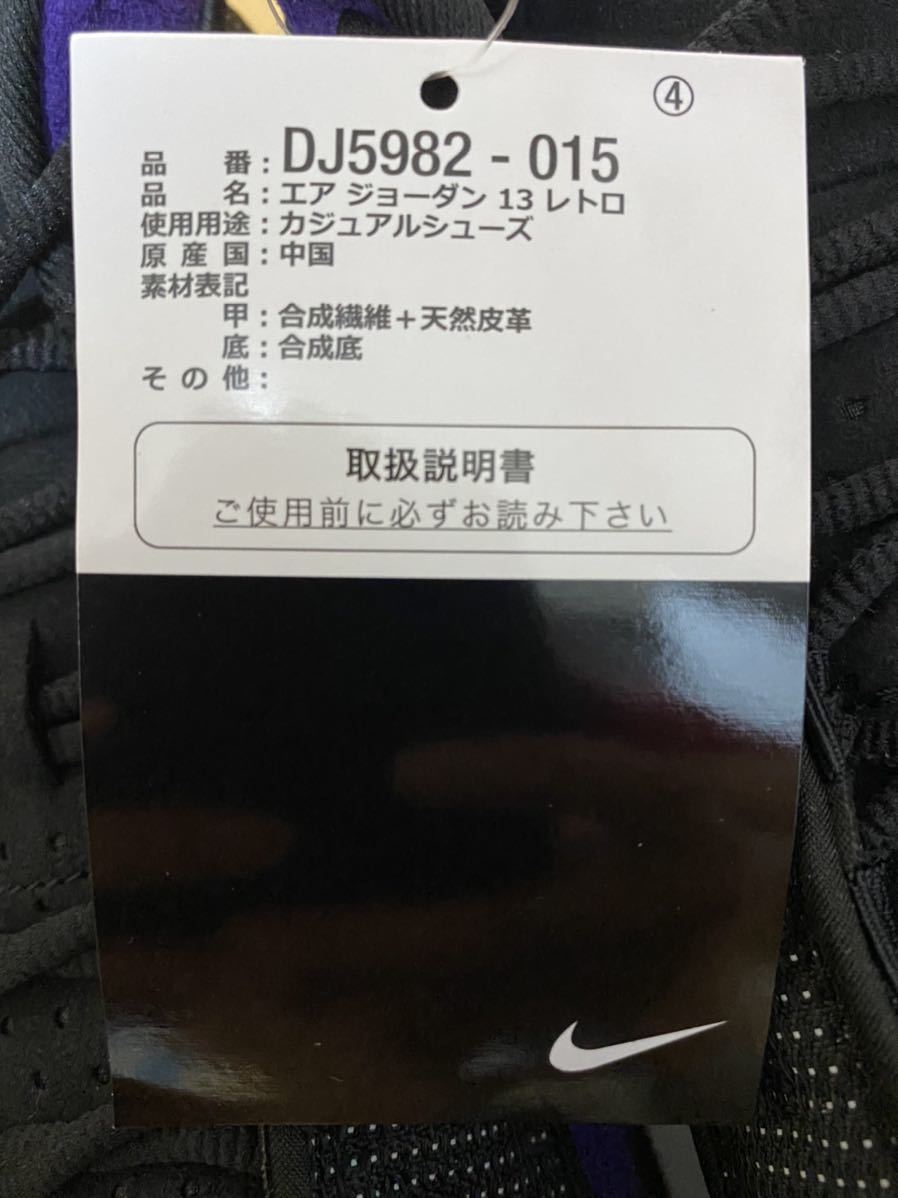 ④
品番：DJ5982 - 015
品名：エア ジョーダン 13 レトロ
使用用途：カジュアルシューズ
原産国：中国
素材表記
甲：合成繊維＋天然皮革
底：合成底
その他：
取扱説明書
ご使用前に必ずお読み下さい